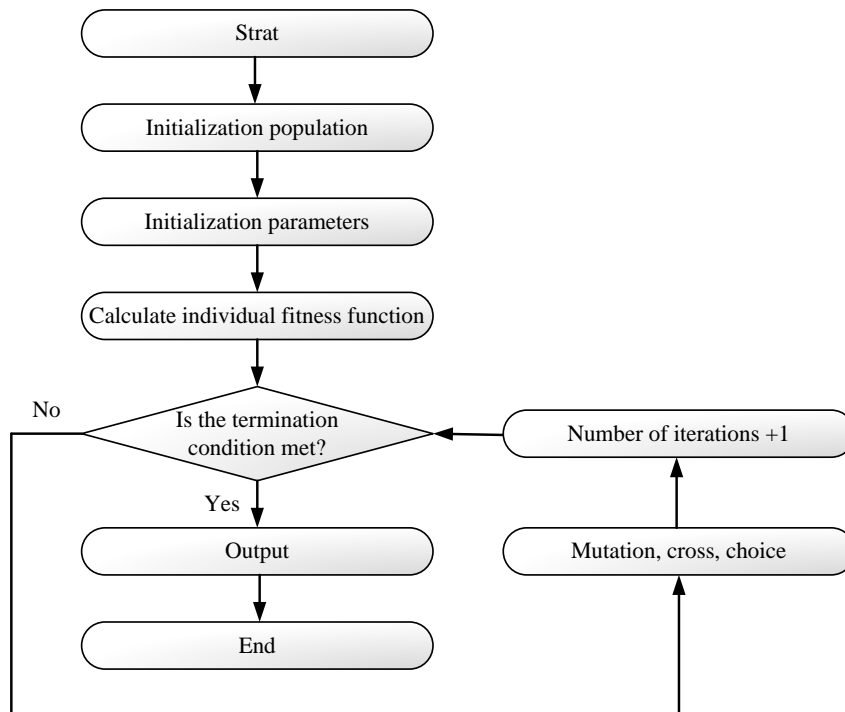 Strat
Initialization population
Initialization parameters
Calculate individual fitness function
No
Is the termination
condition met?
Number of iterations +1
Yes
Output
Mutation, cross, choice
End